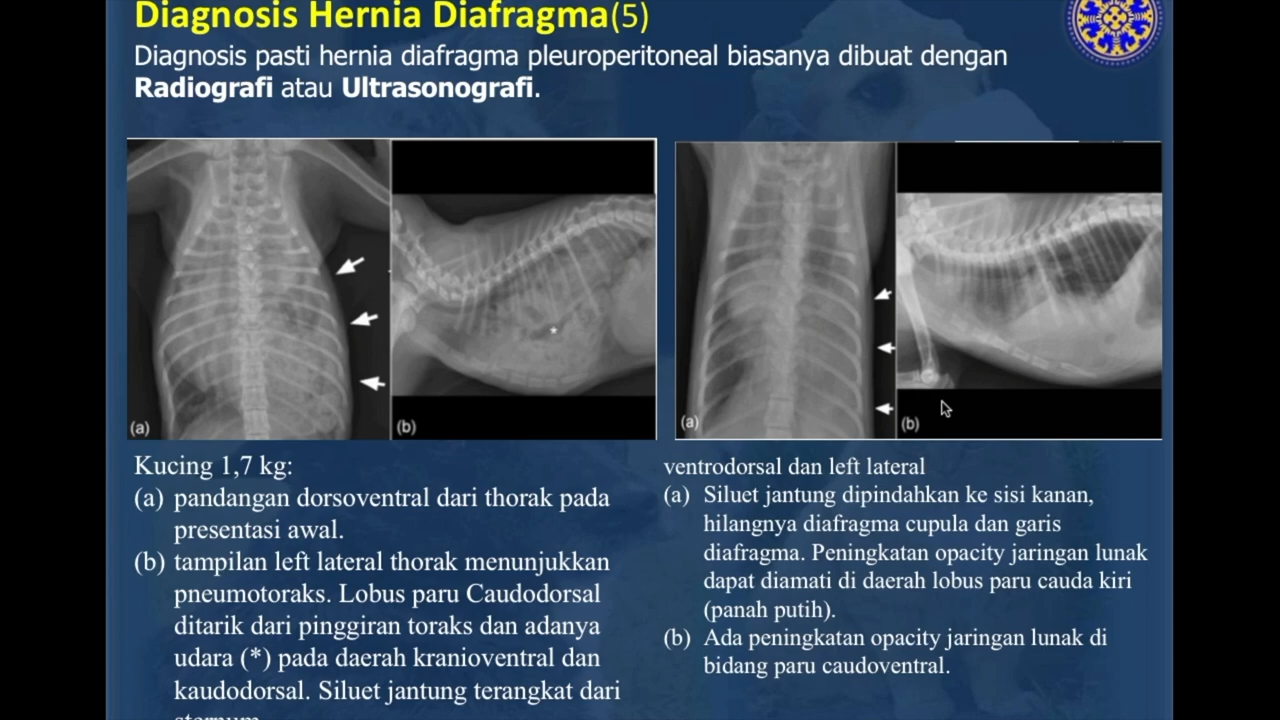 Diagnosis Hernia Diafragma(5)
Diagnosis pasti hernia diafragma pleuroperitoneal biasanya dibuat dengan
Radiografi atau Ultrasonografi.
(a)
(b)
*
(a)
(b)
Kucing 1,7 kg:
(a) pandangan dorsoventral dari thorak pada
presentasi awal.
(b) tampilan left lateral thorak menunjukkan
pneumotoraks. Lobus paru Caudodorsal
ditarik dari pinggiran toraks dan adanya
udara (*) pada daerah kranioventral dan
kaudodorsal. Siluet jantung terangkat dari
ventrodorsal dan left lateral
(a) Siluet jantung dipindahkan ke sisi kanan,
hilangnya diafragma cupula dan garis
diafragma. Peningkatan opacity jaringan lunak
dapat diamati di daerah lobus paru cauda kiri
(panah putih).
(b) Ada peningkatan opacity jaringan lunak di
bidang paru caudoventral.